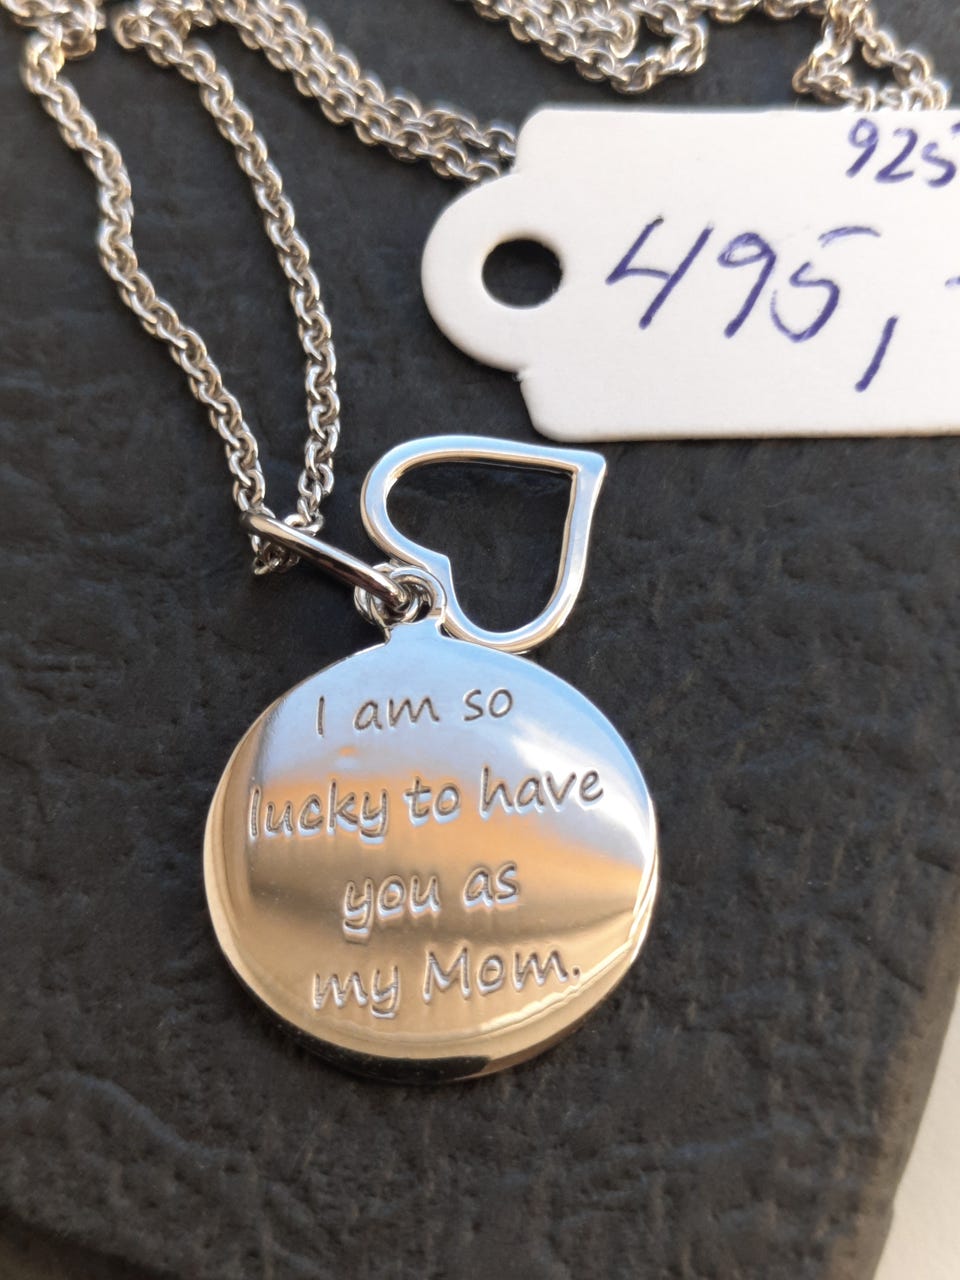 925
495,-
I am so
lucky to have
you as
my Mom.